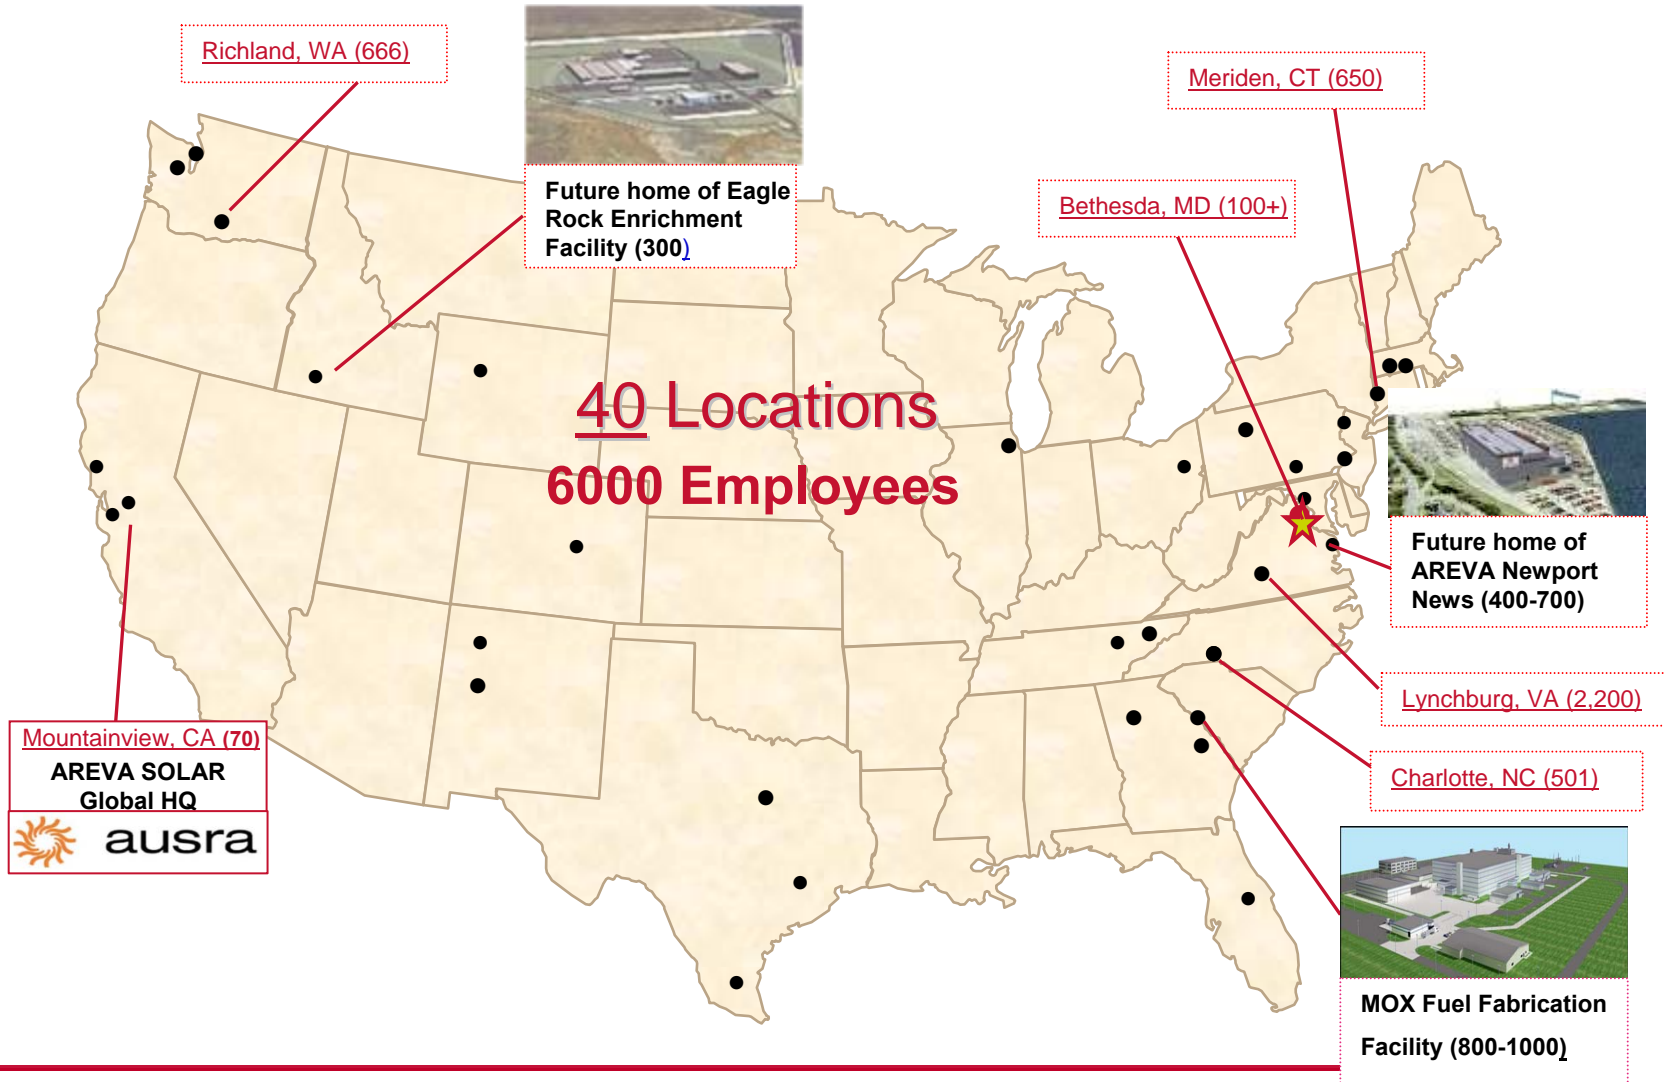 Richland, WA (666)
Meriden, CT (650)
Future home of Eagle
Rock Enrichment
Facility (300)
Bethesda, MD (100+)
40 Locations
6000 Employees
Future home of
AREVA Newport
News (400-700)
Lynchburg, VA (2,200)
Mountainview, CA (70)
AREVA SOLAR
Global HQ
ausra
Charlotte, NC (501)
MOX Fuel Fabrication
Facility (800-1000)